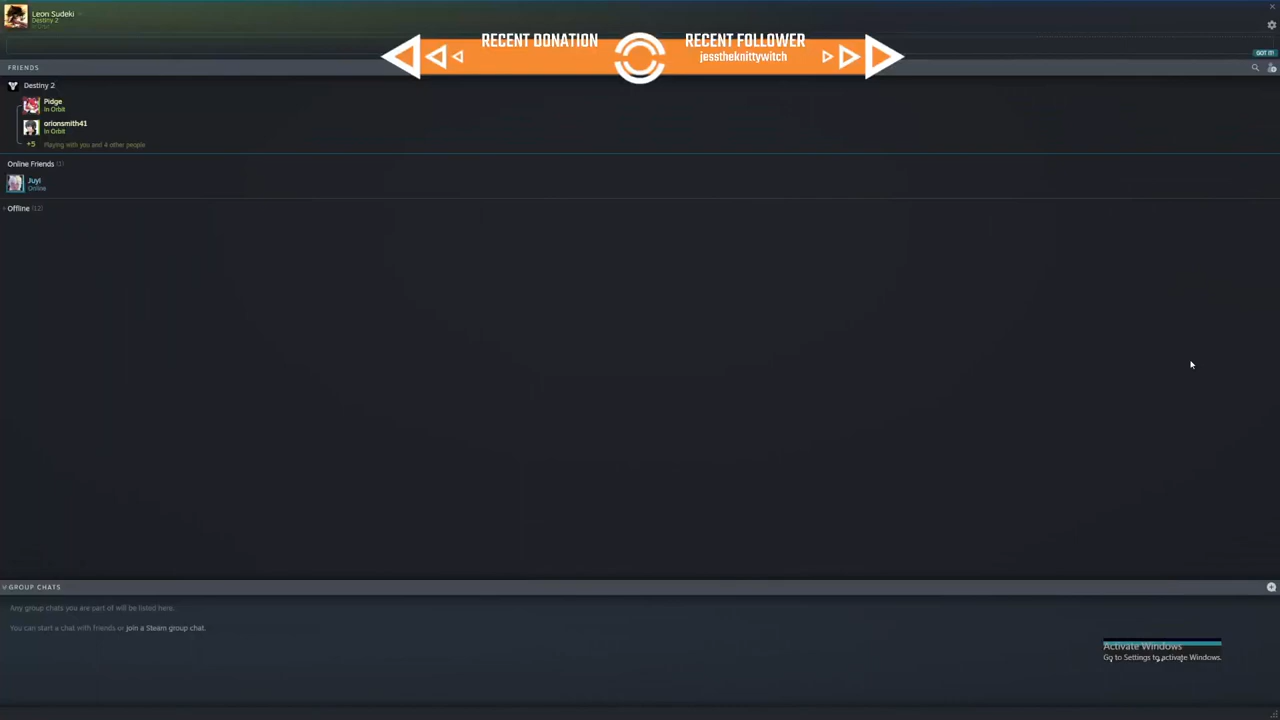 Leon Sudeki
Destiny 2
RECENT DONATION
RECENT FOLLOWER
jesstheknittywitch
GOT IT!
FRIENDS
Destiny 2
Pidge
In Orbit
orionsmith41
In Orbit
+5 Playing with you and 4 other people
Online Friends (1)
Juyi
Online
Offline (12)
GROUP CHATS
Any group chats you are part of will be listed here.
You can start a chat with friends or join a Steam group chat.
Activate Windows
Go to Settings to activate Windows.